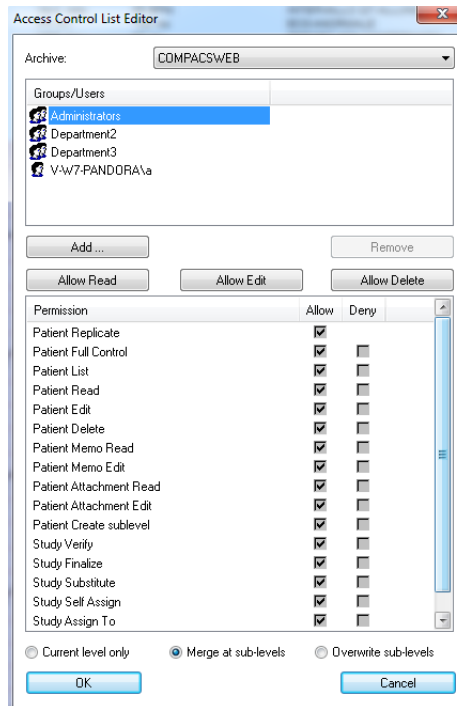 Access Control List Editor
Archive: COMPACSWEB
Groups/Users
Administrators
Department2
Department3
V-W7-PANDORA\a
Add ... Remove
Allow Read Allow Edit Allow Delete
Permission Allow Deny
Patient Replicate
Patient Full Control
Patient List
Patient Read
Patient Edit
Patient Delete
Patient Memo Read
Patient Memo Edit
Patient Attachment Read
Patient Attachment Edit
Patient Create sublevel
Study Verify
Study Finalize
Study Substitute
Study Self Assign
Study Assign To
Current level only Merge at sub-levels Overwrite sub-levels
OK Cancel